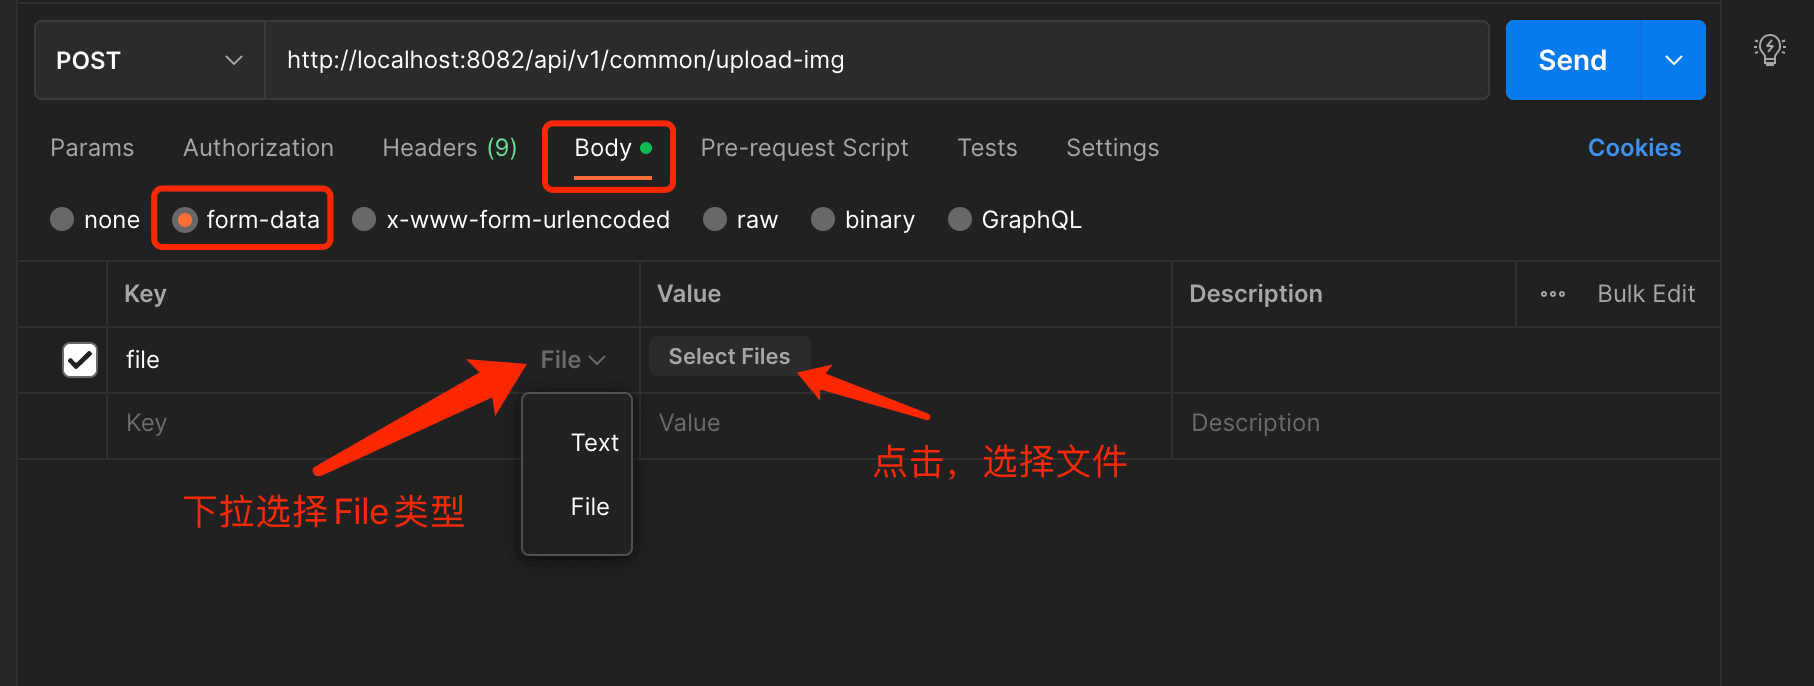 POST http://localhost:8082/api/v1/common/upload-img Send
Params Authorization Headers (9) Body Pre-request Script Tests Settings Cookies
none form-data x-www-form-urlencoded raw binary GraphQL
Key Value Description Bulk Edit
file File Select Files
Key Value Description
Text
点击，选择文件
下拉选择File类型
File